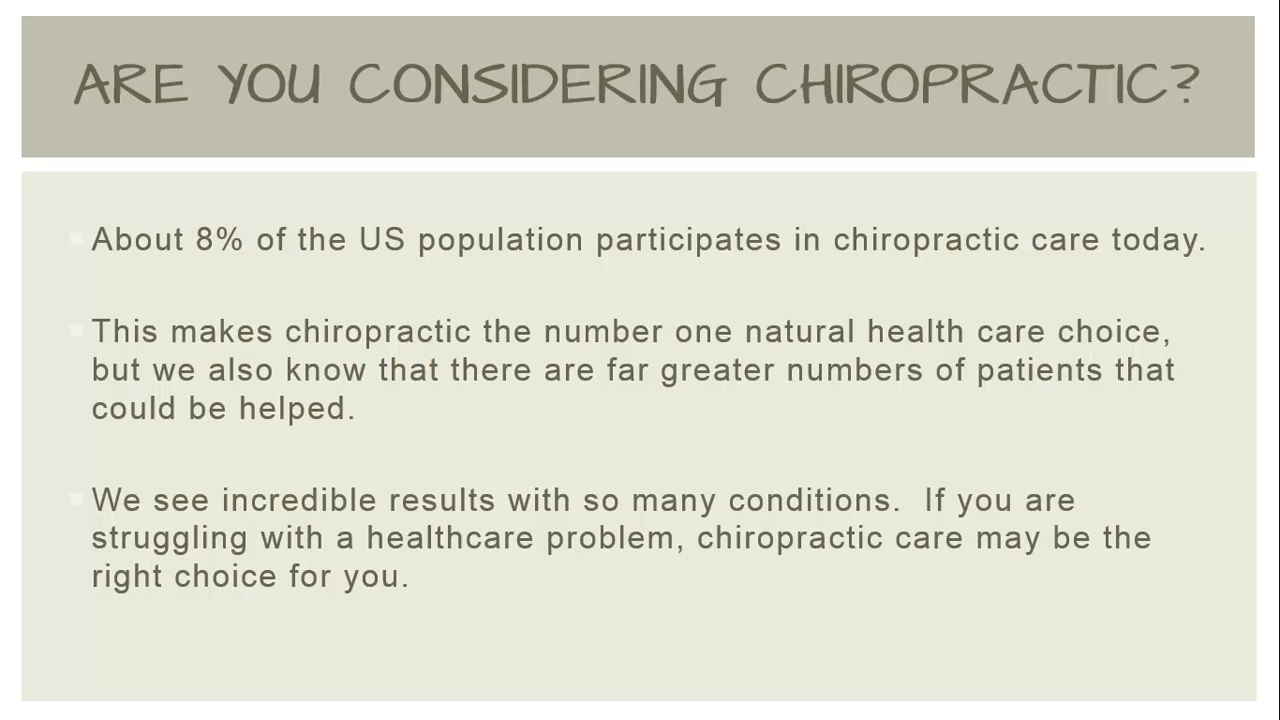 ARE YOU CONSIDERING CHIROPRACTIC?
About 8% of the US population participates in chiropractic care today.
This makes chiropractic the number one natural health care choice,
but we also know that there are far greater numbers of patients that
could be helped.
We see incredible results with so many conditions.  If you are
struggling with a healthcare problem, chiropractic care may be the
right choice for you.